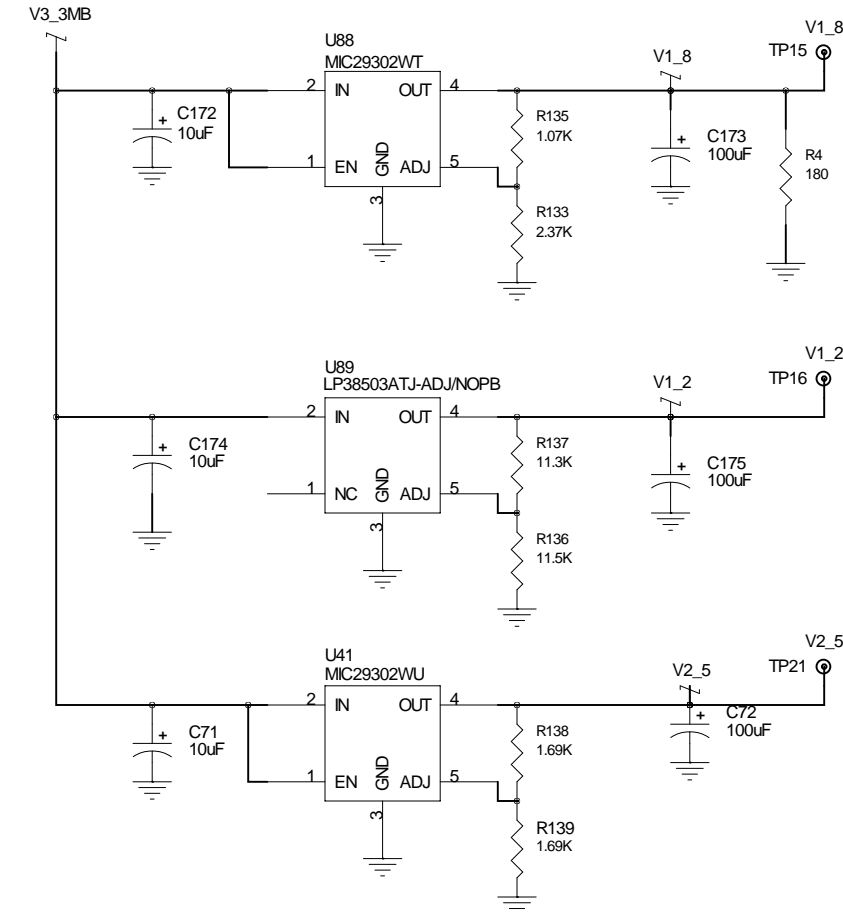 V3_3MB
U88
MIC29302WT
V1_8
TP15
V1_8
2 IN OUT 4
C172
10uF
R135
1.07K
C173
100uF
R4
180
1 EN GND ADJ 5
3
R133
2.37K
U89
LP38503ATJ-ADJ/NOPB
V1_2
TP16
V1_2
2 IN OUT 4
C174
10uF
R137
11.3K
C175
100uF
1 NC GND ADJ 5
3
R136
11.5K
U41
MIC29302WU
V2_5
TP21
V2_5
2 IN OUT 4
C71
10uF
R138
1.69K
C72
100uF
1 EN GND ADJ 5
3
R139
1.69K